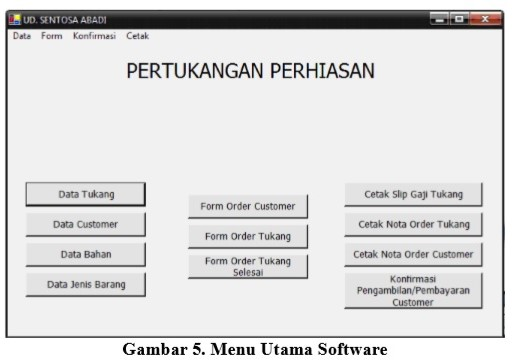 UD. SENTOSA ABADI
Data Form Konfirmasi Cetak
PERTUKANGAN PERHIASAN
Data Tukang
Data Customer
Data Bahan
Data Jenis Barang
Form Order Customer
Form Order Tukang
Form Order Tukang
Selesai
Cetak Slip Gaji Tukang
Cetak Nota Order Tukang
Cetak Nota Order Customer
Konfirmasi
Pengambilan/Pembayaran
Customer
Gambar 5. Menu Utama Software